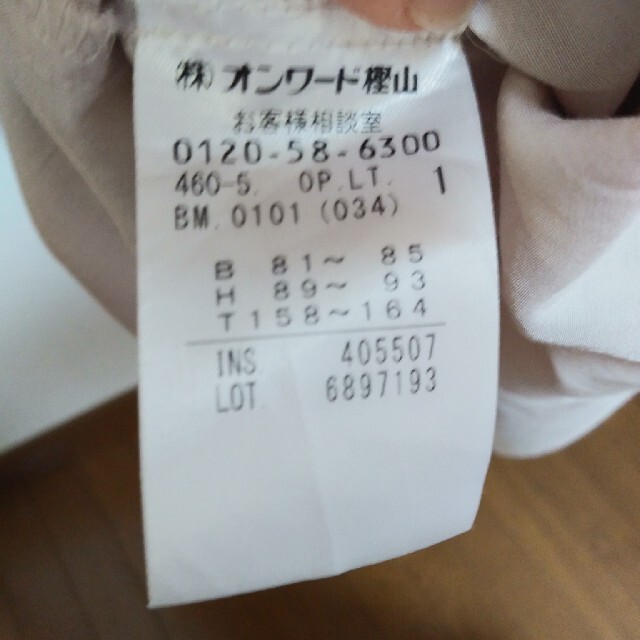 (株)オンワード樫山
お客様相談室
0120-58-6300
460-5. OP.LT. 1
BM.0101(034)
B 81~ 85
H 89~ 93
T158~164
INS 405507
LOT. 6897193